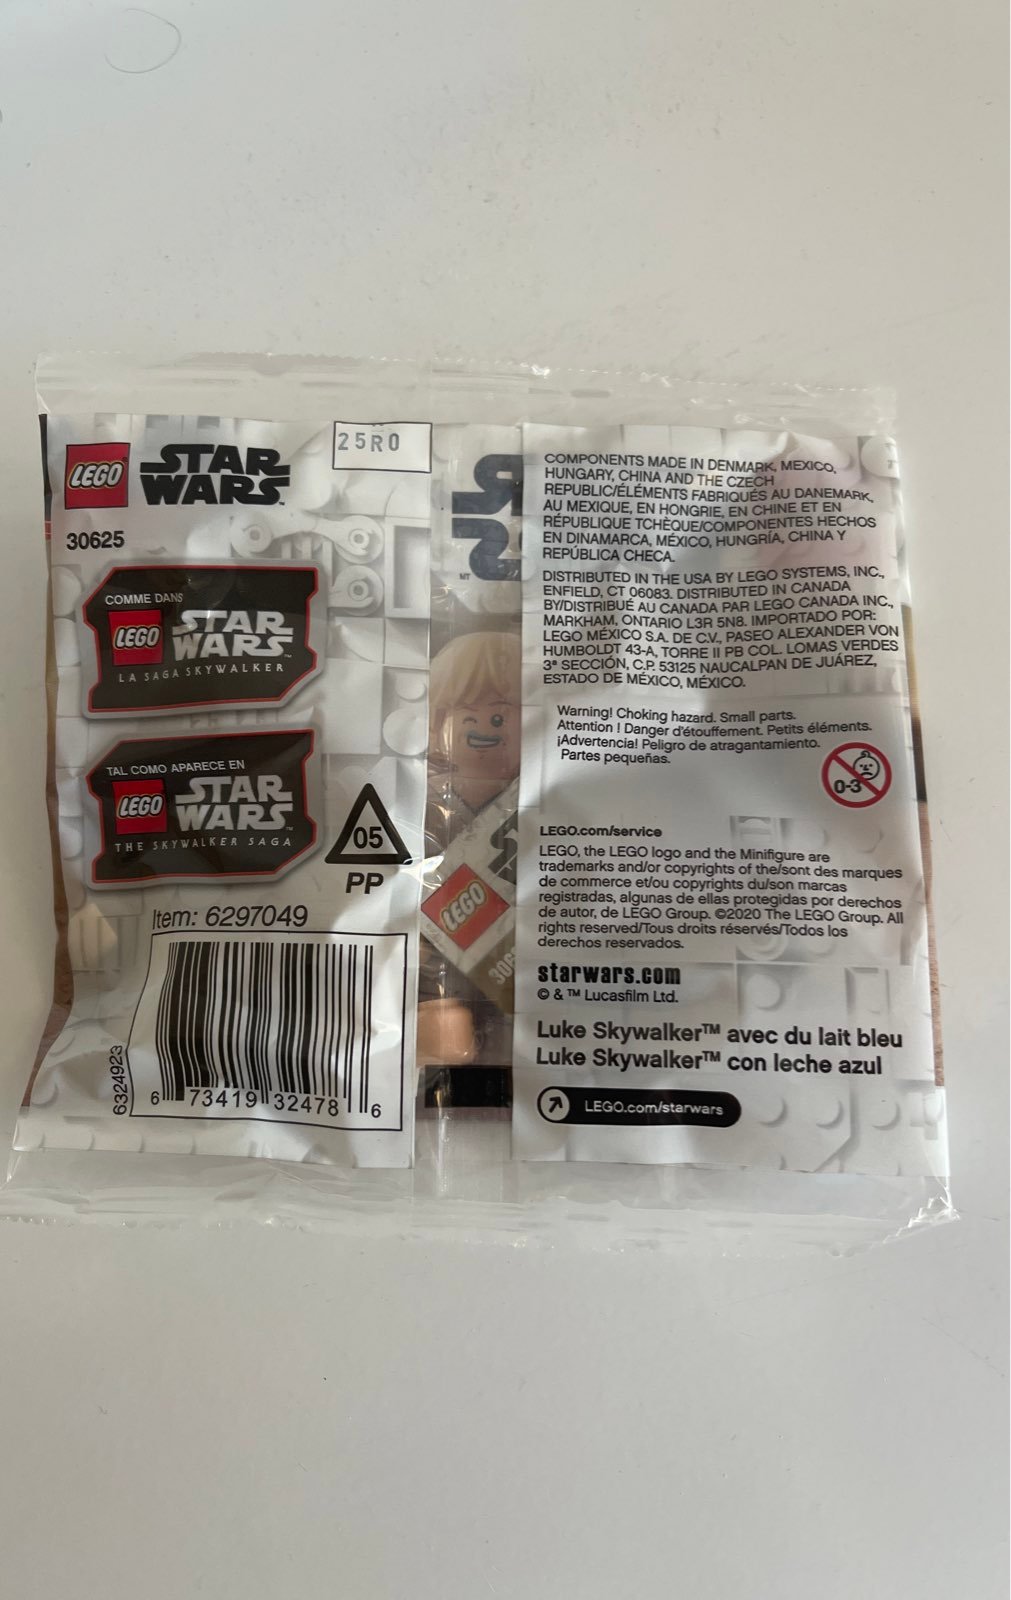 LEGO
STAR
WARS™
25R0
30625
COMME DANS
LEGO
STAR
WARS™
LA SAGA SKYWALKER
TAL COMO APARECE EN
LEGO
STAR
WARS™
THE SKYWALKER SAGA
05
PP
Item: 6297049
6324923
6 73419 32478 6
LEGO
COMPONENTS MADE IN DENMARK, MEXICO,
HUNGARY, CHINA AND THE CZECH
REPUBLIC/ÉLÉMENTS FABRIQUÉS AU DANEMARK,
AU MEXIQUE, EN HONGRIE, EN CHINE ET EN
RÉPUBLIQUE TCHÈQUE/COMPONENTES HECHOS
EN DINAMARCA, MÉXICO, HUNGRÍA, CHINA Y
REPÚBLICA CHECA.
DISTRIBUTED IN THE USA BY LEGO SYSTEMS, INC.,
ENFIELD, CT 06083. DISTRIBUTED IN CANADA
BY/DISTRIBUÉ AU CANADA PAR LEGO CANADA INC.,
MARKHAM, ONTARIO L3R 5N8. IMPORTADO POR:
LEGO MÉXICO S.A. DE C.V., PASEO ALEXANDER VON
HUMBOLDT 43-A, TORRE II PB COL. LOMAS VERDES
3ª SECCIÓN, C.P. 53125 NAUCALPAN DE JUÁREZ,
ESTADO DE MÉXICO, MÉXICO.
Warning! Choking hazard. Small parts.
Attention ! Danger d'étouffement. Petits éléments.
¡Advertencia! Peligro de atragantamiento.
Partes pequeñas.
0-3
LEGO.com/service
LEGO, the LEGO logo and the Minifigure are
trademarks and/or copyrights of the/sont des marques
de commerce et/ou copyrights du/son marcas
registradas, algunas de ellas protegidas por derechos
de autor, de LEGO Group. ©2020 The LEGO Group. All
rights reserved/Tous droits réservés/Todos los
derechos reservados.
starwars.com
© & ™ Lucasfilm Ltd.
Luke Skywalker™ avec du lait bleu
Luke Skywalker™ con leche azul
LEGO.com/starwars